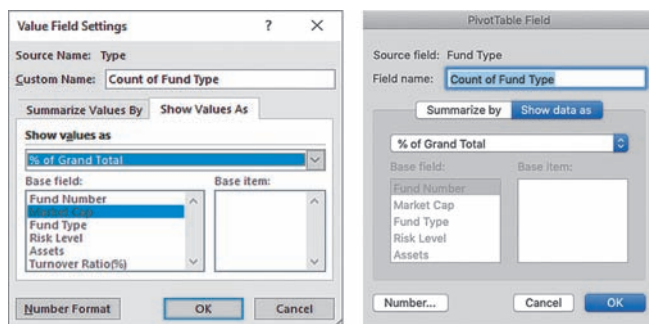 Value Field Settings ? ×
Source Name: Type
Custom Name: Count of Fund Type
Summarize Values By Show Values As
Show values as
% of Grand Total
Base field: Base item:
Fund Number
Market Cap
Fund Type
Risk Level
Assets
Turnover Ratio(%)
Number Format OK Cancel
PivotTable Field
Source field: Fund Type
Field name: Count of Fund Type
Summarize by Show data as
% of Grand Total
Base field: Base Item:
Fund Number
Market Cap
Fund Type
Risk Level
Assets
Number... Cancel OK